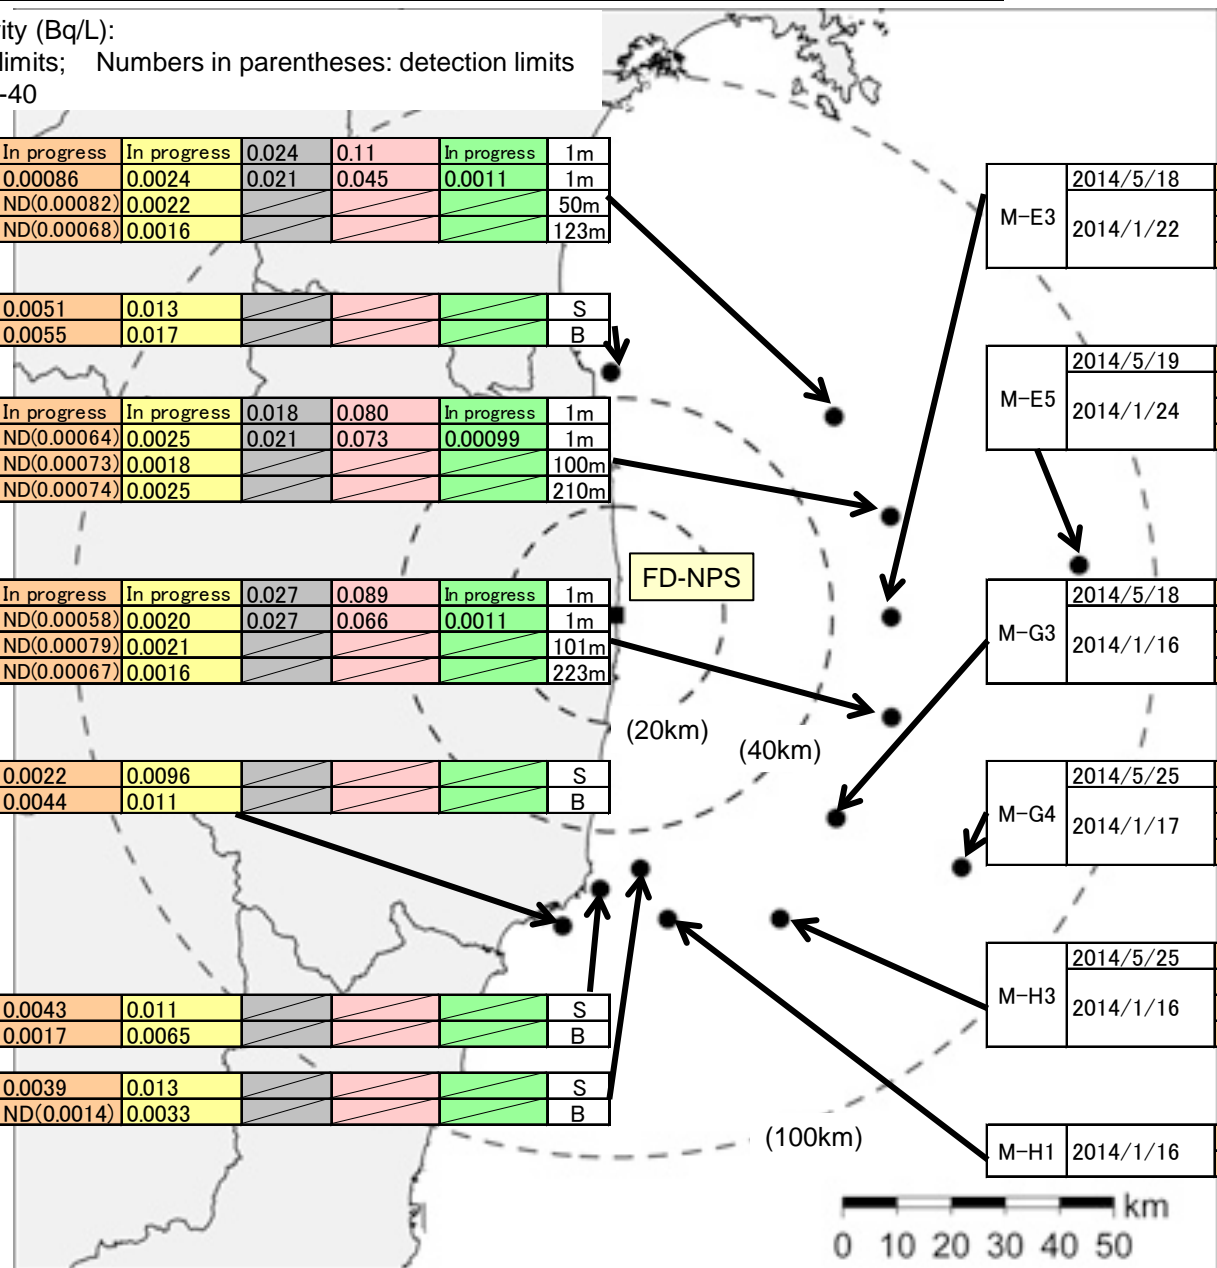 ity (Bq/L):
limits; Numbers in parentheses: detection limits
-40
In progress In progress 0.024 0.11 In progress 1m
0.00086 0.0024 0.021 0.045 0.0011 1m
ND(0.00082) 0.0022 50m
ND(0.00068) 0.0016 123m
0.0051 0.013 S
0.0055 0.017 B
In progress In progress 0.018 0.080 In progress 1m
ND(0.00064) 0.0025 0.021 0.073 0.00099 1m
ND(0.00073) 0.0018 100m
ND(0.00074) 0.0025 210m
In progress In progress 0.027 0.089 In progress 1m
ND(0.00058) 0.0020 0.027 0.066 0.0011 1m
ND(0.00079) 0.0021 101m
ND(0.00067) 0.0016 223m
0.0022 0.0096 S
0.0044 0.011 B
0.0043 0.011 S
0.0017 0.0065 B
0.0039 0.013 S
ND(0.0014) 0.0033 B
FD-NPS
(20km)
(40km)
(100km)
M-E3 2014/5/18
2014/1/22
M-E5 2014/5/19
2014/1/24
M-G3 2014/5/18
2014/1/16
M-G4 2014/5/25
2014/1/17
M-H3 2014/5/25
2014/1/16
M-H1 2014/1/16
km
0 10 20 30 40 50